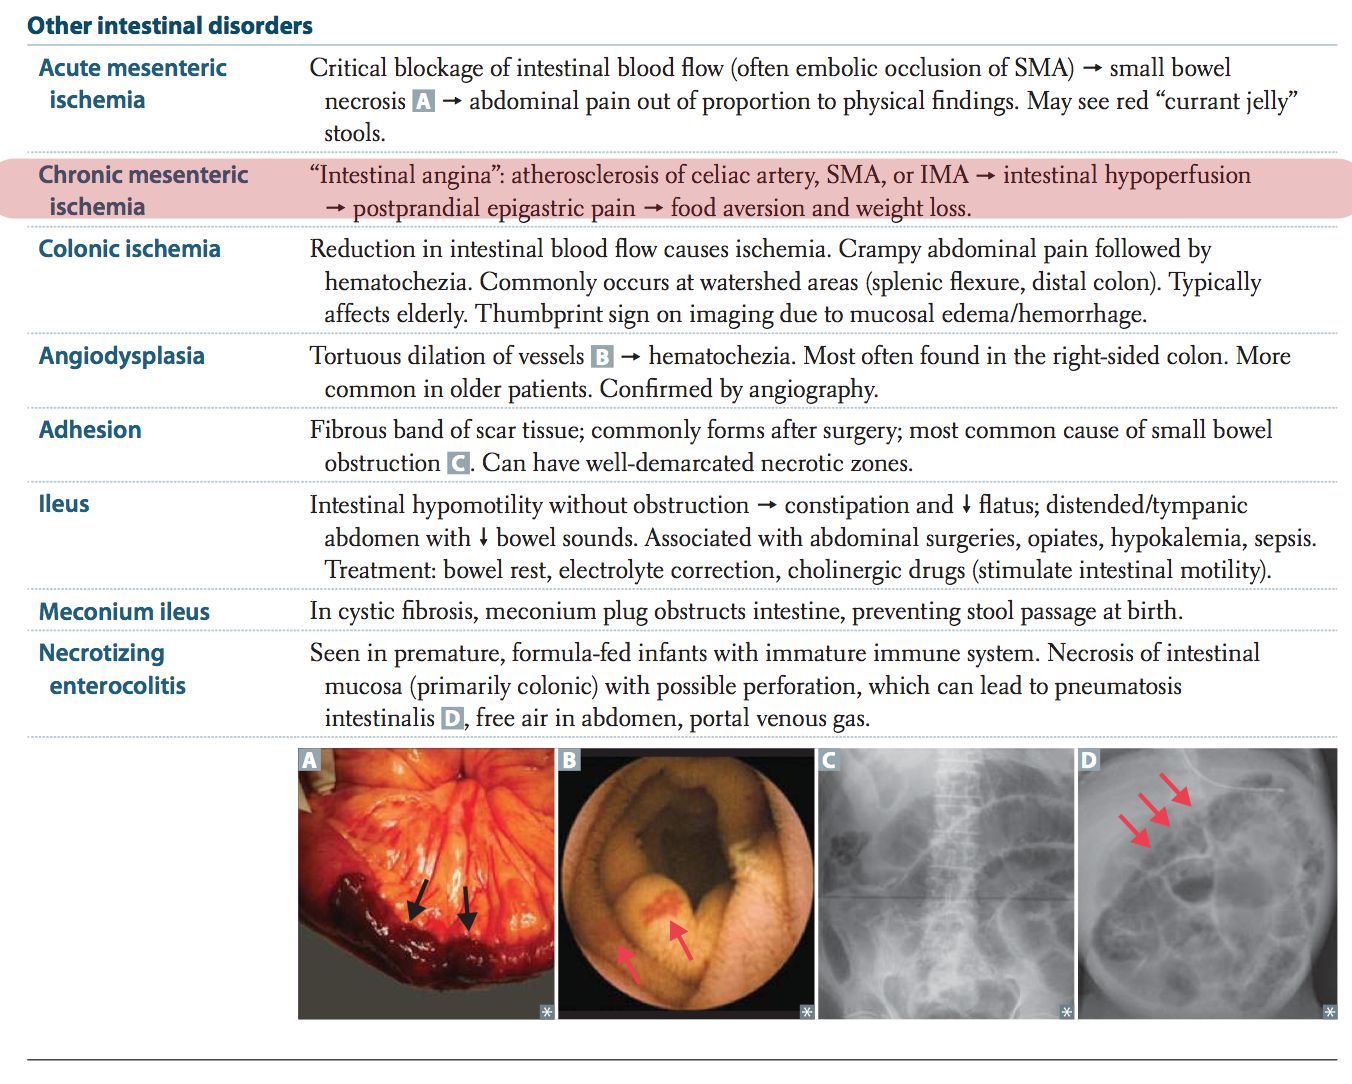 Other intestinal disorders
Acute mesenteric
ischemia
Critical blockage of intestinal blood flow (often embolic occlusion of SMA) → small bowel
necrosis A → abdominal pain out of proportion to physical findings. May see red “currant jelly”
stools.
Chronic mesenteric
ischemia
“Intestinal angina”: atherosclerosis of celiac artery, SMA, or IMA → intestinal hypoperfusion
→ postprandial epigastric pain → food aversion and weight loss.
Colonic ischemia
Reduction in intestinal blood flow causes ischemia. Crampy abdominal pain followed by
hematochezia. Commonly occurs at watershed areas (splenic flexure, distal colon). Typically
affects elderly. Thumbprint sign on imaging due to mucosal edema/hemorrhage.
Angiodysplasia
Tortuous dilation of vessels B → hematochezia. Most often found in the right-sided colon. More
common in older patients. Confirmed by angiography.
Adhesion
Fibrous band of scar tissue; commonly forms after surgery; most common cause of small bowel
obstruction C. Can have well-demarcated necrotic zones.
Ileus
Intestinal hypomotility without obstruction → constipation and ↓ flatus; distended/tympanic
abdomen with ↓ bowel sounds. Associated with abdominal surgeries, opiates, hypokalemia, sepsis.
Treatment: bowel rest, electrolyte correction, cholinergic drugs (stimulate intestinal motility).
Meconium ileus
In cystic fibrosis, meconium plug obstructs intestine, preventing stool passage at birth.
Necrotizing
enterocolitis
Seen in premature, formula-fed infants with immature immune system. Necrosis of intestinal
mucosa (primarily colonic) with possible perforation, which can lead to pneumatosis
intestinalis D, free air in abdomen, portal venous gas.
A B C D
* * * *